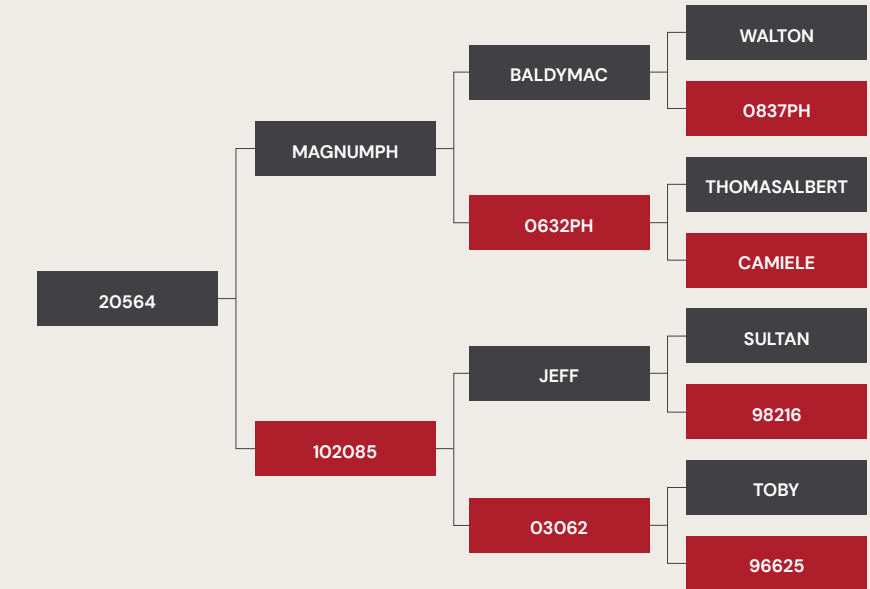 WALTON
BALDYMAC
0837PH
MAGNUMPH
THOMASALBERT
0632PH
CAMIELE
20564
SULTAN
JEFF
98216
102085
TOBY
03062
96625